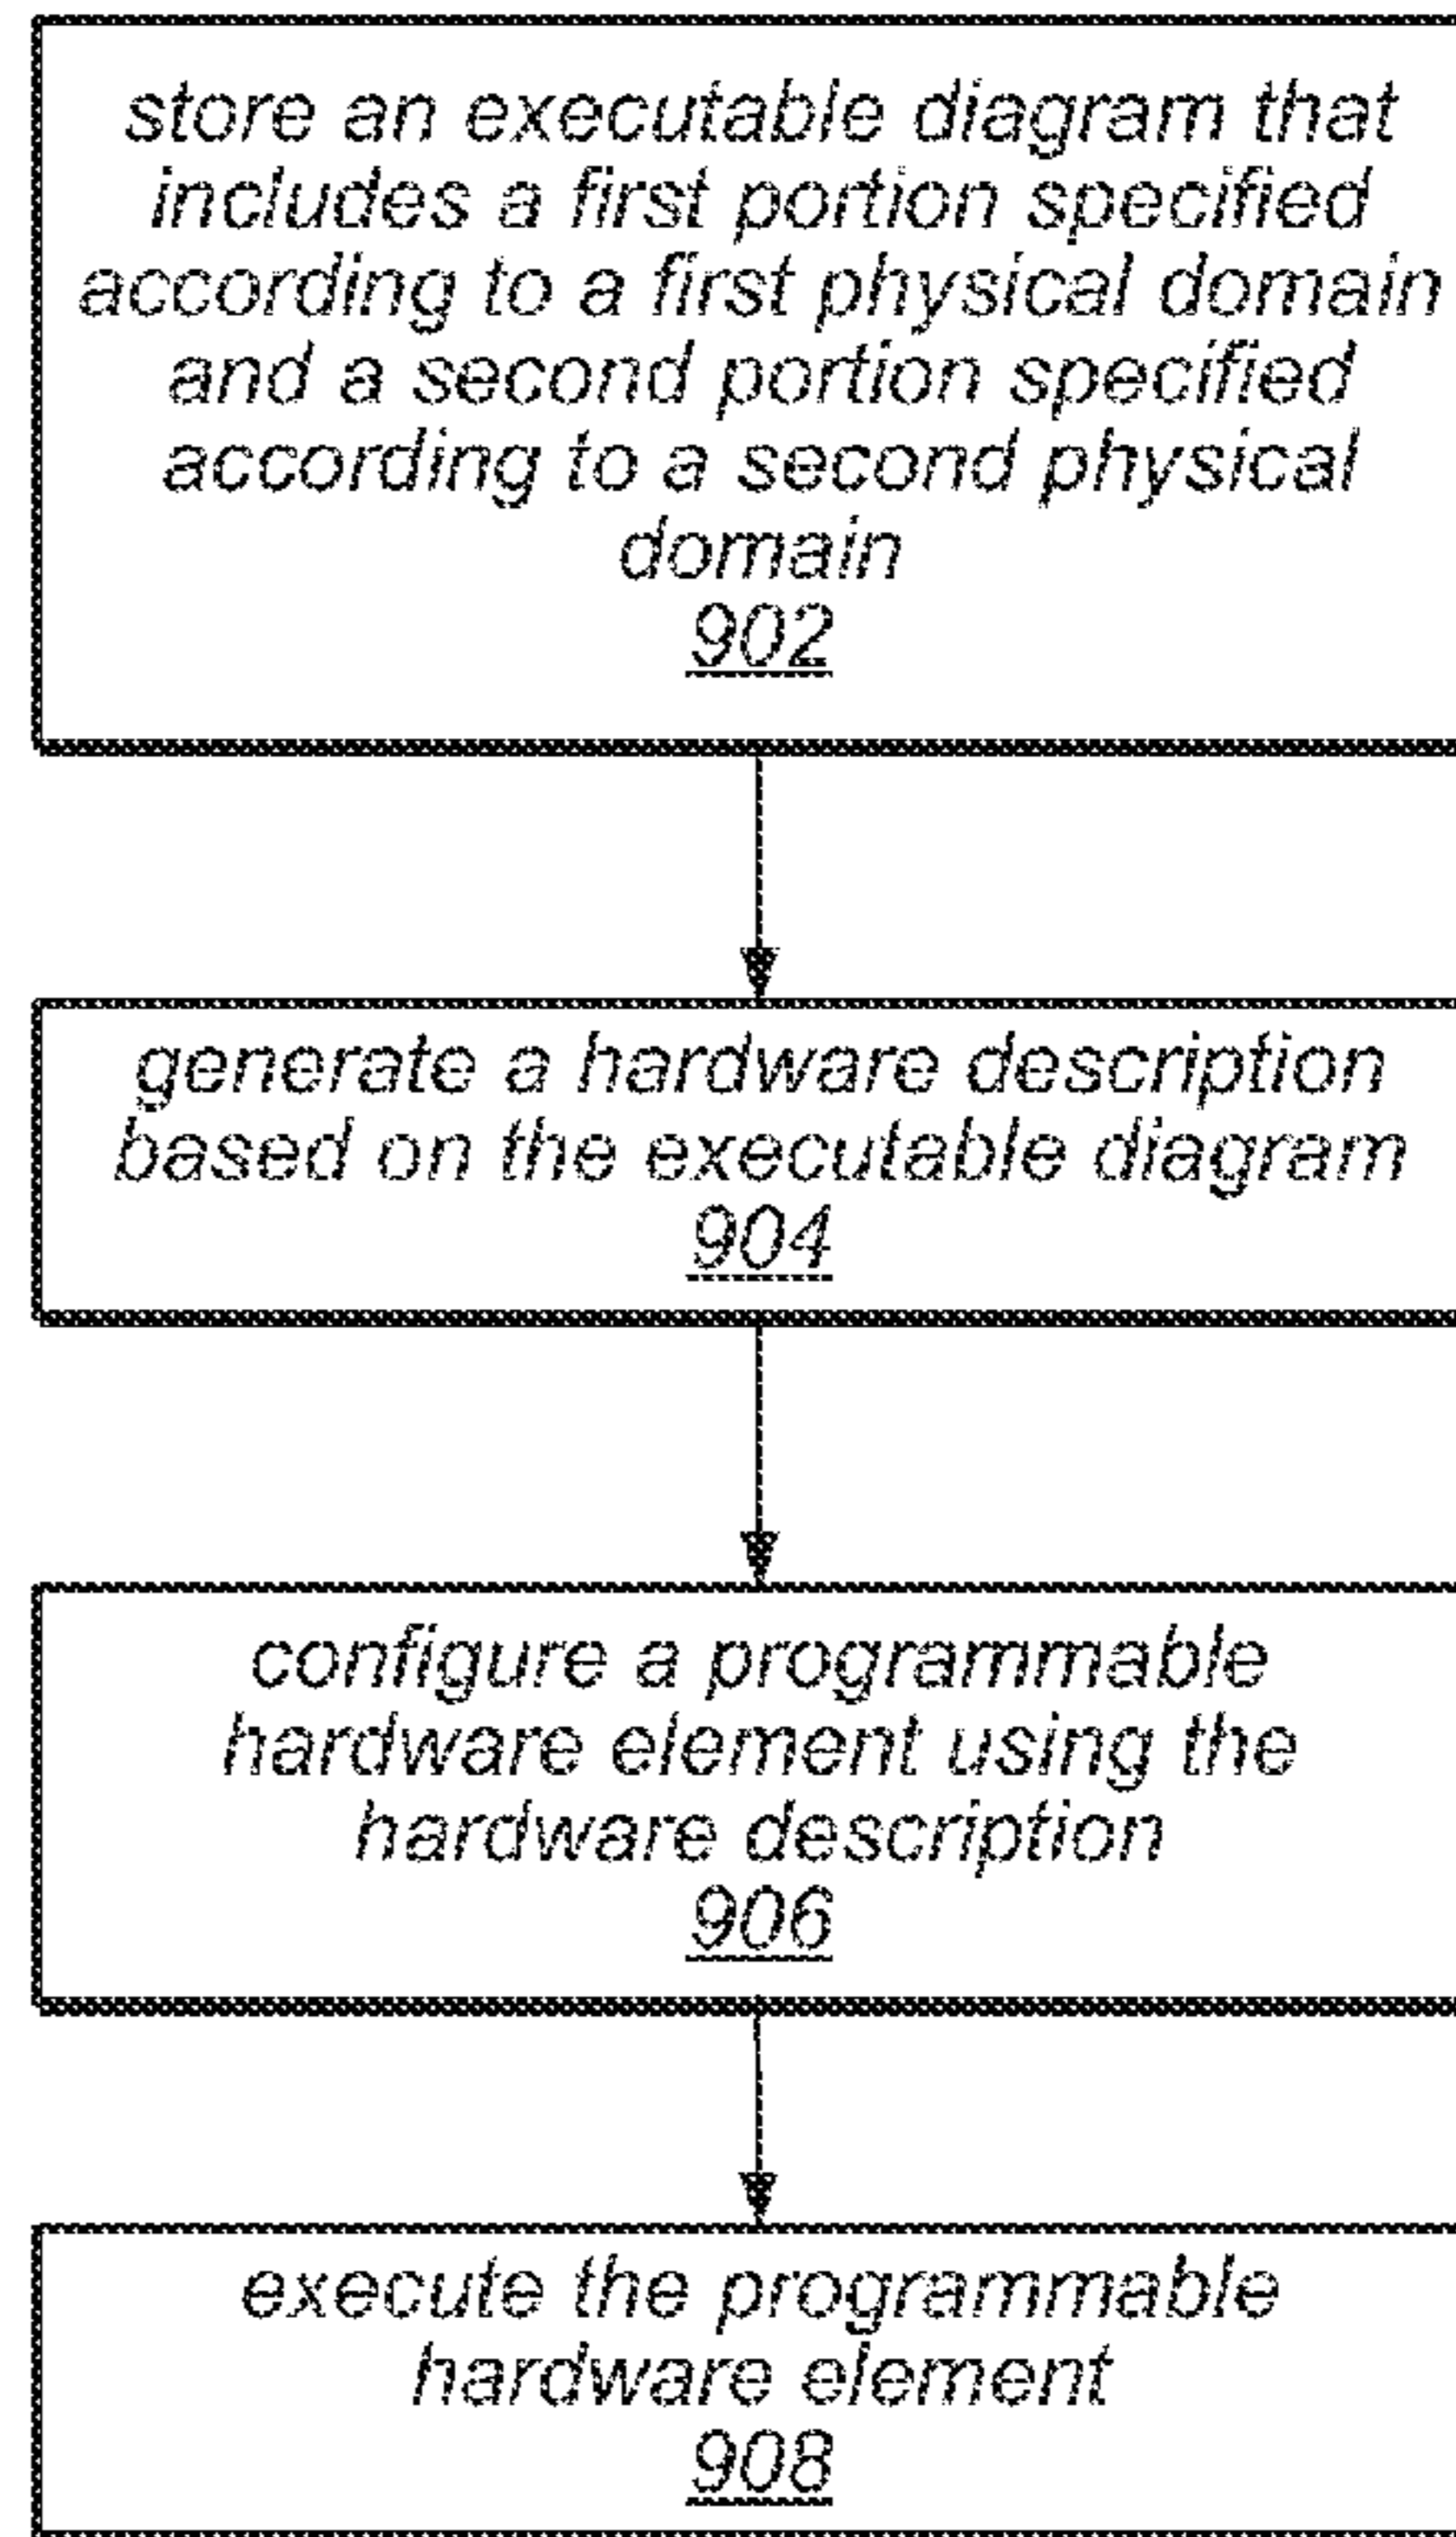 store an executable diagram that
includes a first portion specified
according to a first physical domain
and a second portion specified
according to a second physical
domain
902
generate a hardware description
based on the executable diagram
904
configure a programmable
hardware element using the
hardware description
906
execute the programmable
hardware element
908